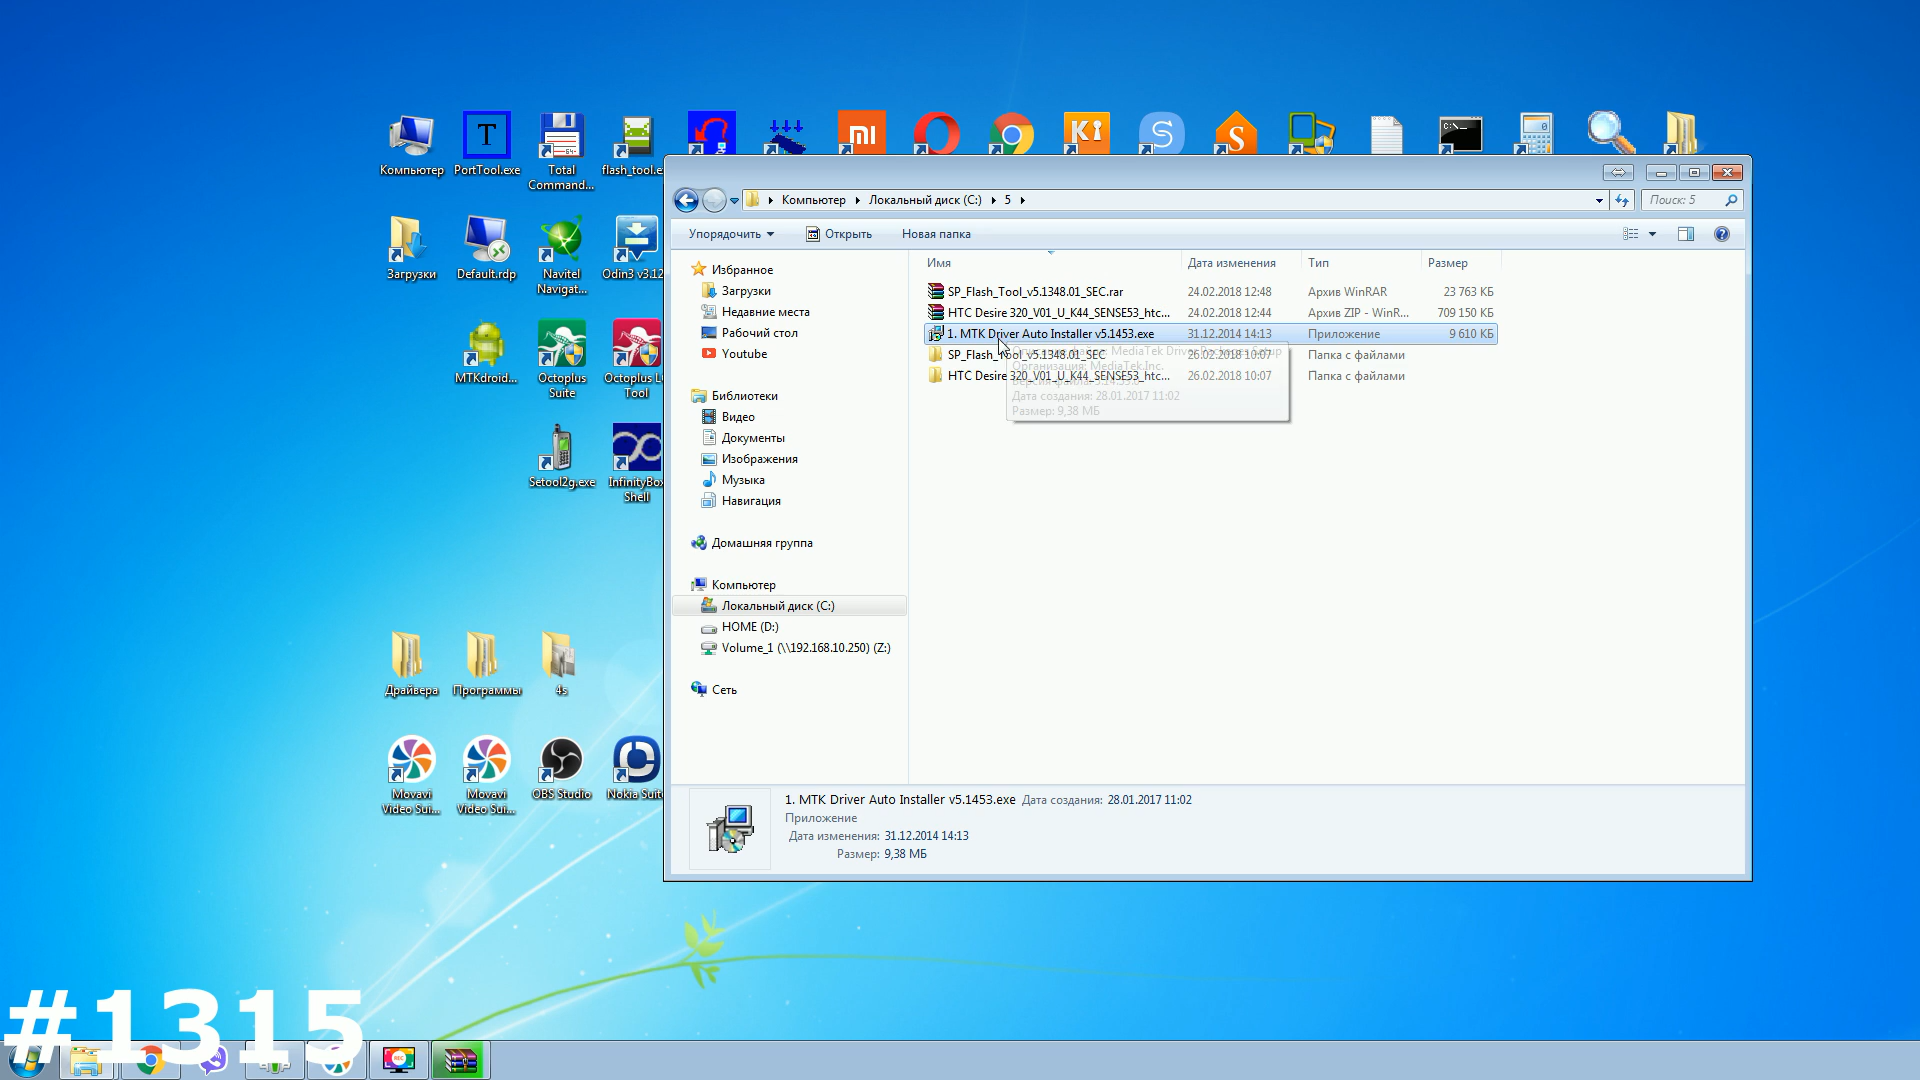 Компьютер
PortTool.exe
Total
Command...
flash_tool.e
Загрузки
Default.rdp
Navitel
Navigat...
Odin3 v3.12
MTKdroid...
Octoplus
Suite
Octoplus L
Tool
Setool2g.exe
InfinityBox
Shell
Драйвера
Программы
4s
Movavi
Video Sui...
Movavi
Video Sui...
OBS Studio
Nokia Suite
Компьютер
Локальный диск (C:)
5
Поиск: 5
Упорядочить
Открыть
Новая папка
Избранное
Загрузки
Недавние места
Рабочий стол
Youtube
Библиотеки
Видео
Документы
Изображения
Музыка
Навигация
Домашняя группа
Компьютер
Локальный диск (C:)
HOME (D:)
Volume_1 (\\192.168.10.250) (Z:)
Сеть
Имя Дата изменения Тип Размер
SP_Flash_Tool_v5.1348.01_SEC.rar 24.02.2018 12:48 Архив WinRAR 23 763 КБ
HTC Desire 320_V01_U_K44_SENSE53_htc... 24.02.2018 12:44 Архив ZIP - WinR... 709 150 КБ
1. MTK Driver Auto Installer v5.1453.exe 31.12.2014 14:13 Приложение 9 610 КБ
SP_Flash_Tool_v5.1348.01_SEC 26.02.2018 10:07 Папка с файлами
HTC Desire 320_V01_U_K44_SENSE53_htc... 26.02.2018 10:07 Папка с файлами
Организация: MediaTek Inc.
Дата создания: 28.01.2017 11:02
Размер: 9,38 МБ
1. MTK Driver Auto Installer v5.1453.exe Дата создания: 28.01.2017 11:02
Приложение
Дата изменения: 31.12.2014 14:13
Размер: 9,38 МБ
#1315